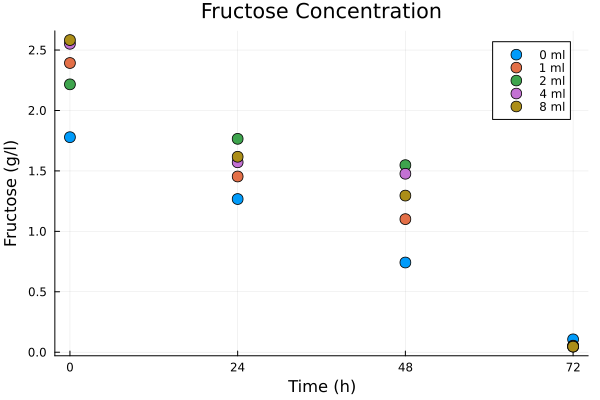 Fructose Concentration
Fructose (g/l)
2.5
2.0
1.5
1.0
0.5
0.0
0 ml
1 ml
2 ml
4 ml
8 ml
0 24 48 72
Time (h)